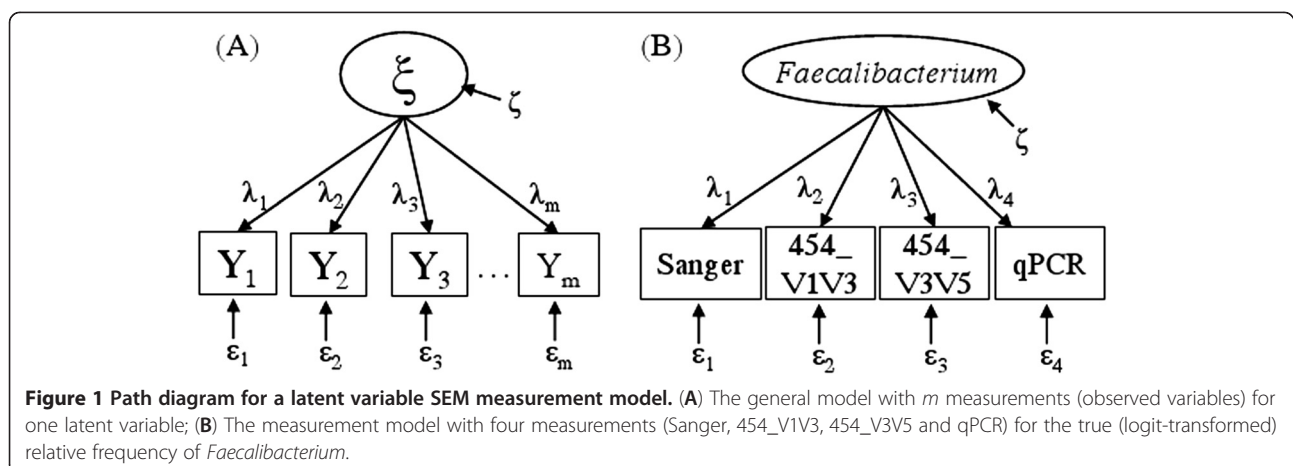 (A)
ξ
ζ
λ₁ λ₂ λ₃ λₘ
Y₁ Y₂ Y₃ ... Yₘ
ε₁ ε₂ ε₃ εₘ
(B)
Faecalibacterium
ζ
λ₁ λ₂ λ₃ λ₄
Sanger 454_ V1V3 454_ V3V5 qPCR
ε₁ ε₂ ε₃ ε₄
Figure 1 Path diagram for a latent variable SEM measurement model. (A) The general model with m measurements (observed variables) for
one latent variable; (B) The measurement model with four measurements (Sanger, 454_V1V3, 454_V3V5 and qPCR) for the true (logit-transformed)
relative frequency of Faecalibacterium.